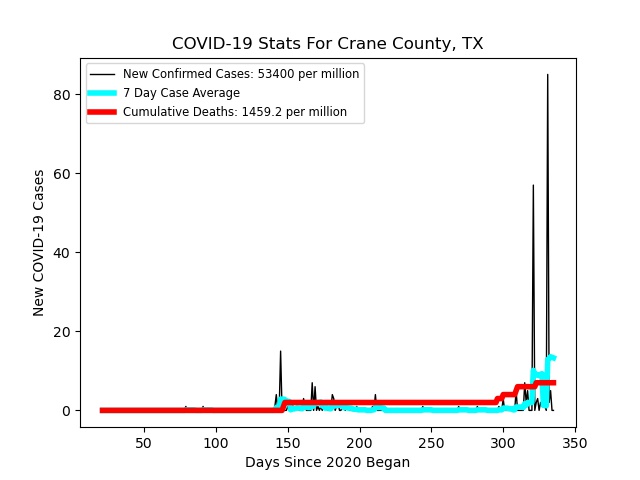 COVID-19 Stats For Crane County, TX
New Confirmed Cases: 53400 per million
7 Day Case Average
Cumulative Deaths: 1459.2 per million
New COVID-19 Cases
80
60
40
20
0
50 100 150 200 250 300 350
Days Since 2020 Began